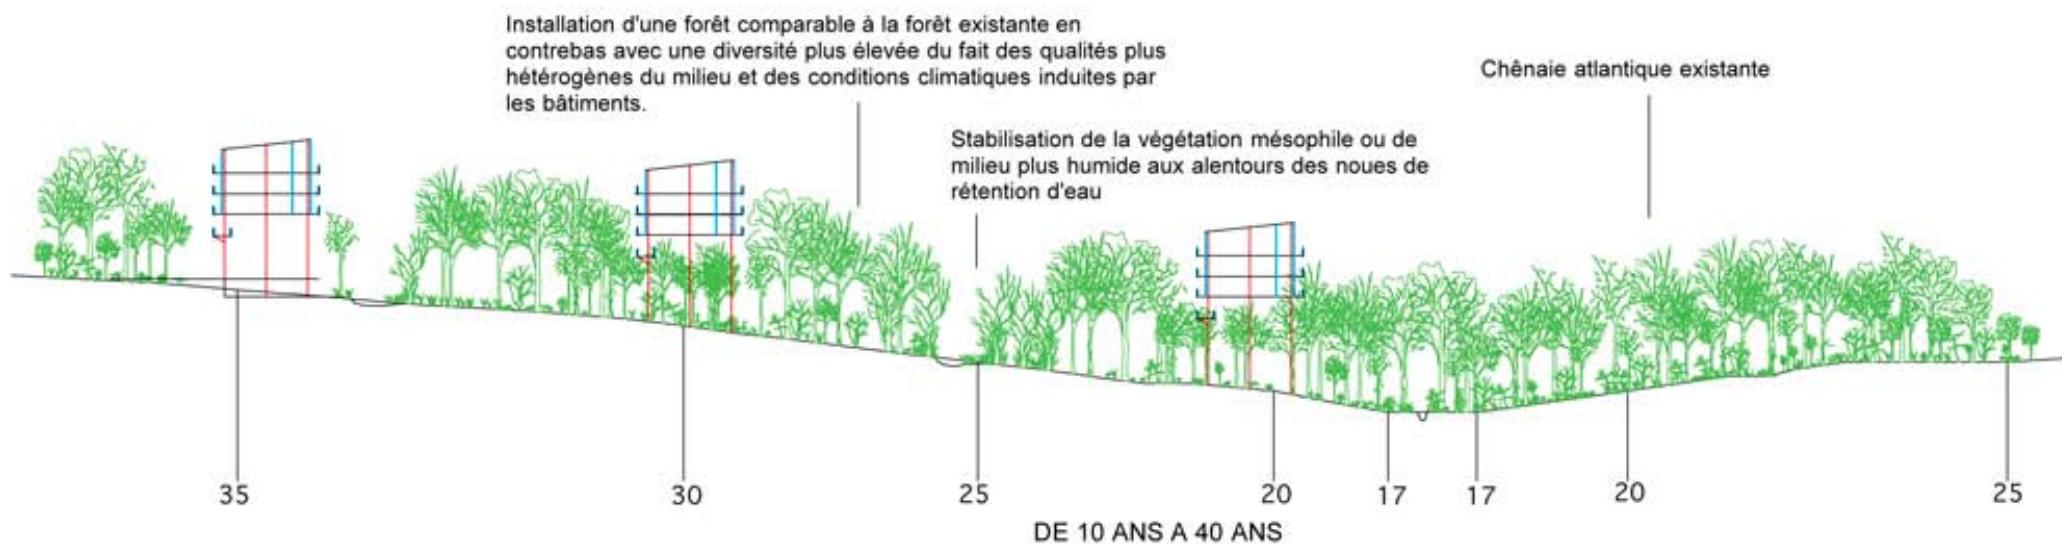 Installation d'une forêt comparable à la forêt existante en
contrebas avec une diversité plus élevée du fait des qualités plus
hétérogènes du milieu et des conditions climatiques induites par
les bâtiments.
Chênaie atlantique existante
Stabilisation de la végétation mésophile ou de
milieu plus humide aux alentours des noues de
rétention d'eau
35 30 25 20 17 17 20 25
DE 10 ANS A 40 ANS